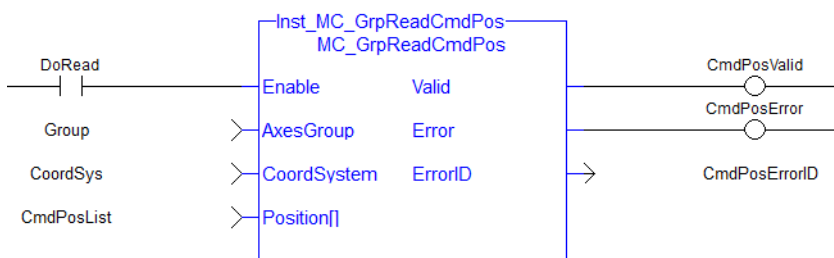 Inst_MC_GrpReadCmdPos
MC_GrpReadCmdPos
DoRead
CmdPosValid
Enable
Valid
CmdPosError
Group
AxesGroup
Error
CoordSys
CoordSystem
ErrorID
CmdPosErrorID
CmdPosList
Position[]